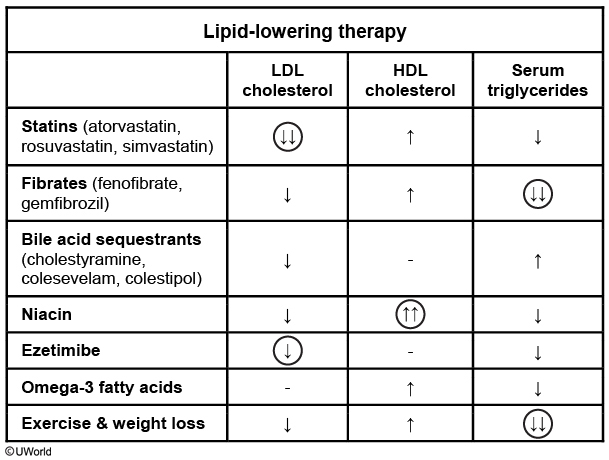 Lipid-lowering therapy
LDL cholesterol HDL cholesterol Serum triglycerides
Statins (atorvastatin, rosuvastatin, simvastatin) ↓↓ ↑ ↓
Fibrates (fenofibrate, gemfibrozil) ↓ ↑ ↓↓
Bile acid sequestrants (cholestyramine, colesevelam, colestipol) ↓ - ↑
Niacin ↓ ↑↑ ↓
Ezetimibe ↓ - ↓
Omega-3 fatty acids - ↑ ↓
Exercise & weight loss ↓ ↑ ↓↓
©UWorld